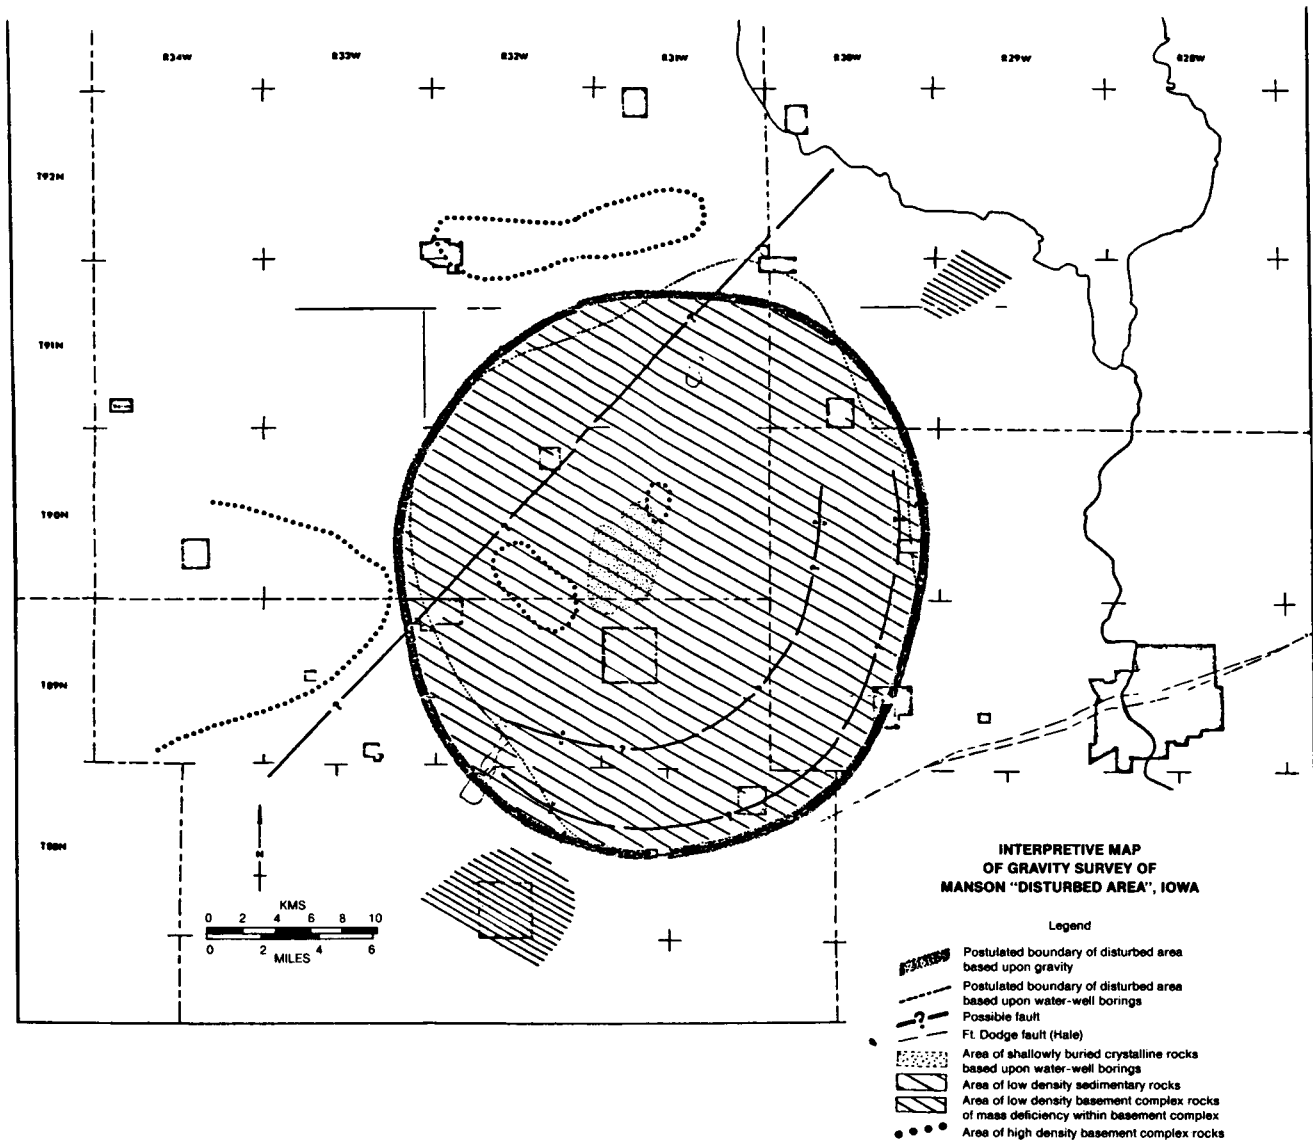 R34W R33W R32W R31W R30W R29W R28W
T92N
T91N
T90N
T89N
T88N
N
KMS
0 2 4 6 8 10
0 2 4 6
MILES
INTERPRETIVE MAP
OF GRAVITY SURVEY OF
MANSON "DISTURBED AREA", IOWA
Legend
Postulated boundary of disturbed area
based upon gravity
Postulated boundary of disturbed area
based upon water-well borings
?
Possible fault
Ft. Dodge fault (Hale)
Area of shallowly buried crystalline rocks
based upon water-well borings
Area of low density sedimentary rocks
Area of low density basement complex rocks
of mass deficiency within basement complex
Area of high density basement complex rocks